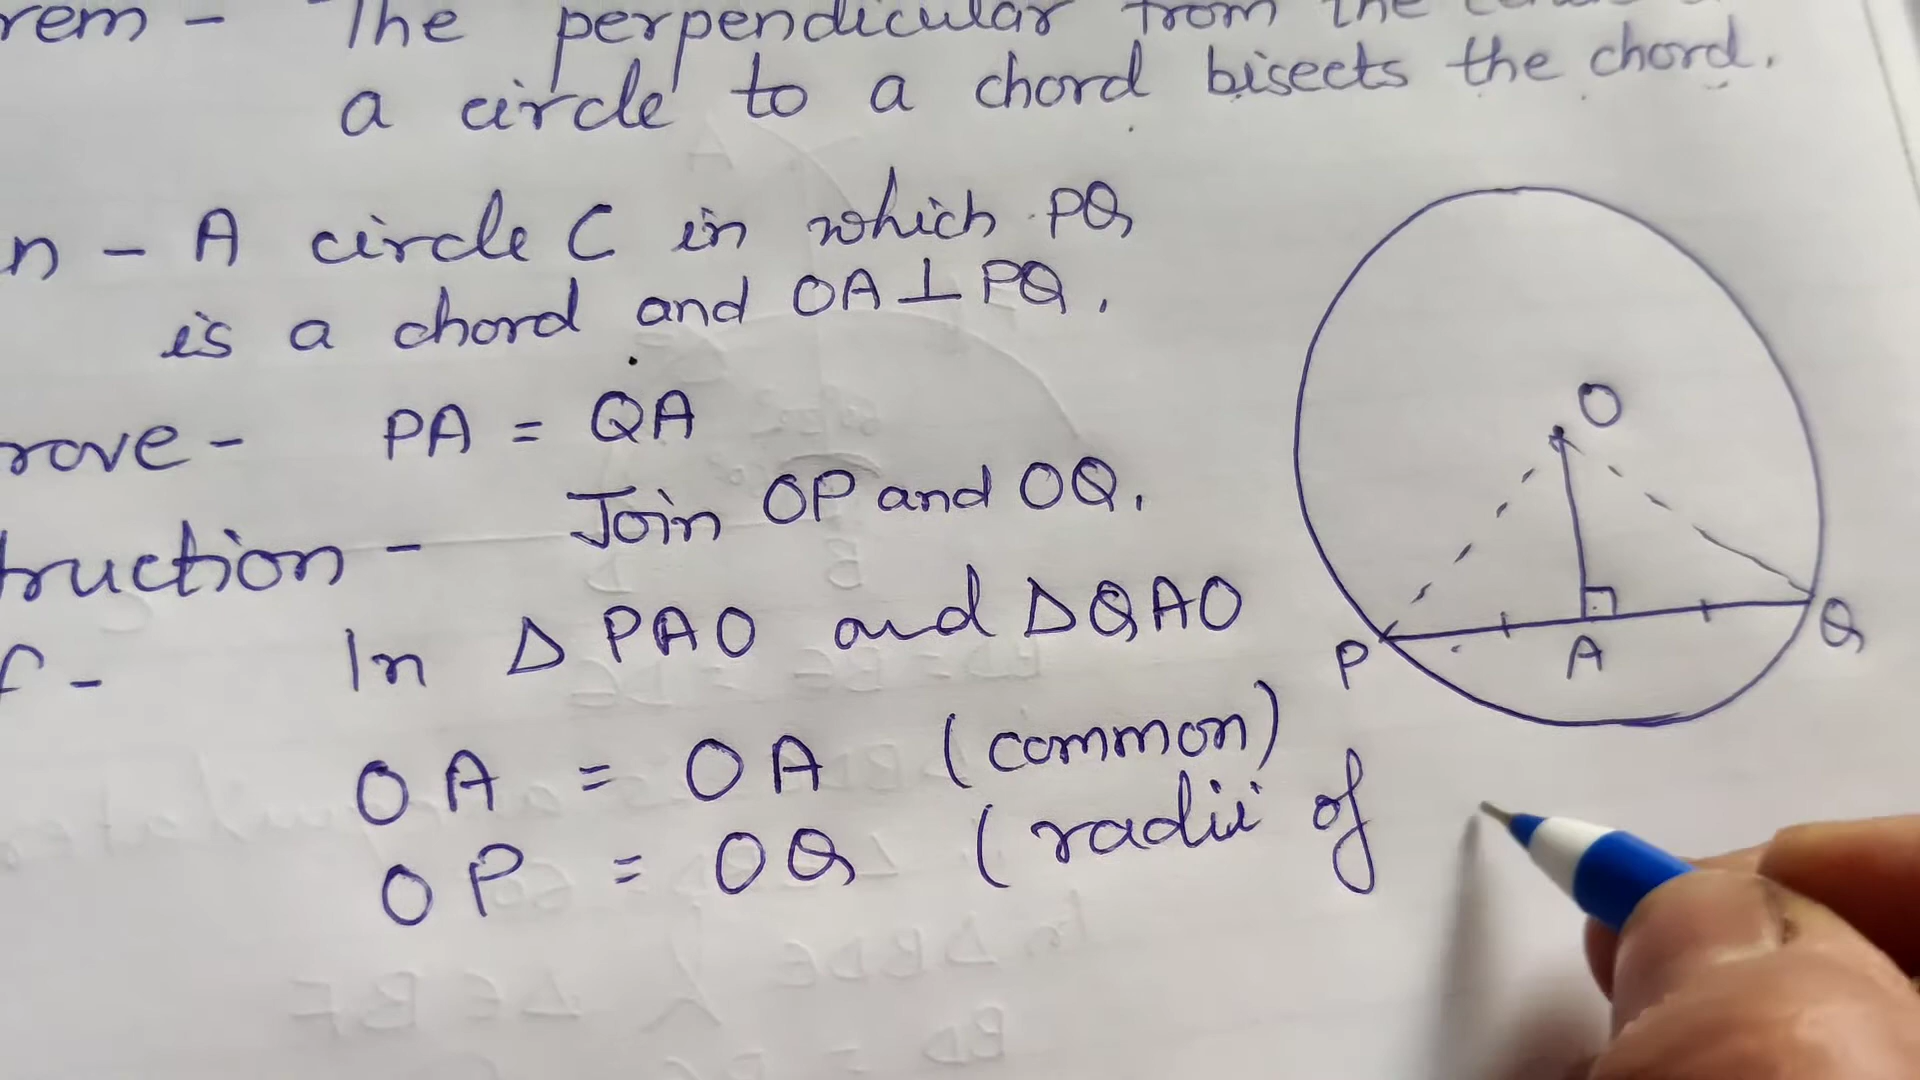 rem - The perpendicular from the
a circle to a chord bisects the chord.
n - A circle C in which PQ
is a chord and OA ⊥ PQ.
rove - PA = QA
truction - Join OP and OQ.
f - In Δ PAO and Δ QAO
OA = OA (common)
OP = OQ (radii of
O
P
A
Q